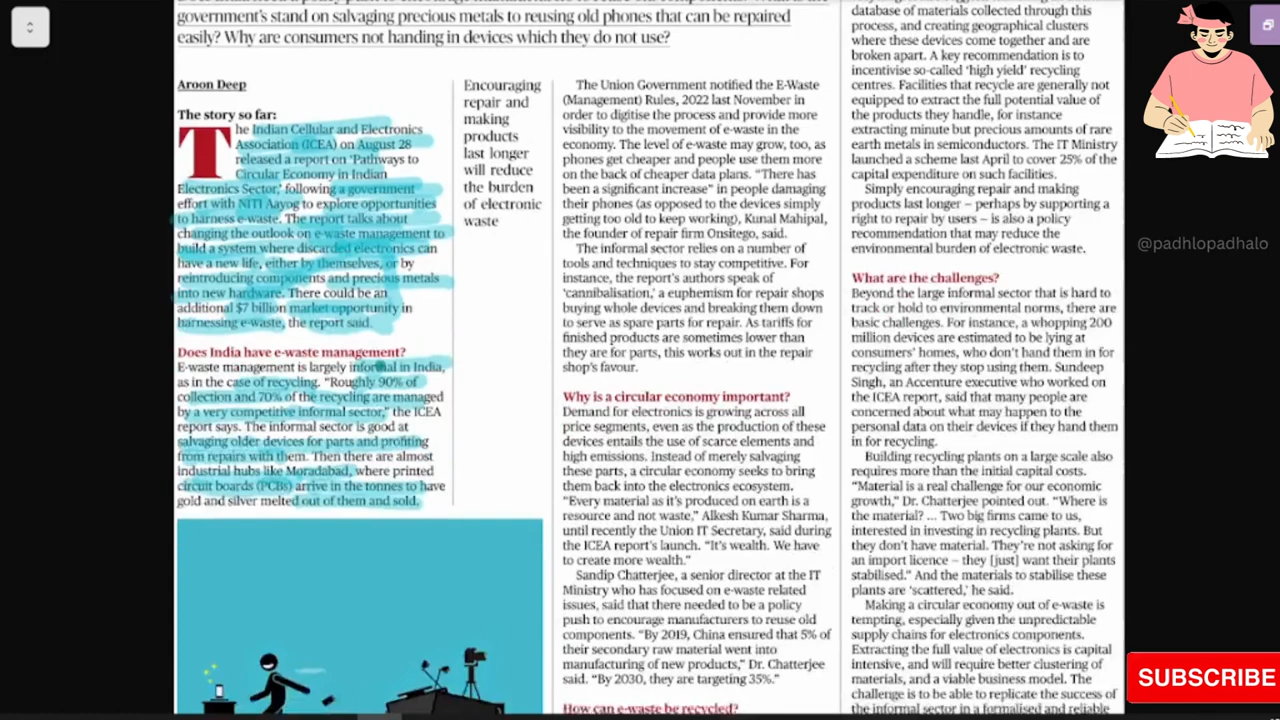 government's stand on salvaging precious metals to reusing old phones that can be repaired
easily? Why are consumers not handing in devices which they do not use?
Aroon Deep
The story so far:
The Indian Cellular and Electronics
Association (ICEA) on August 28
released a report on 'Pathways to
Circular Economy in Indian
Electronics Sector,' following a government
effort with NITI Aayog to explore opportunities
to harness e-waste. The report talks about
changing the outlook on e-waste management to
build a system where discarded electronics can
have a new life, either by themselves, or by
reintroducing components and precious metals
into new hardware. There could be an
additional $7 billion market opportunity in
harnessing e-waste, the report said.
Does India have e-waste management?
E-waste management is largely informal in India,
as in the case of recycling. "Roughly 90% of
collection and 70% of the recycling are managed
by a very competitive informal sector," the ICEA
report says. The informal sector is good at
salvaging older devices for parts and profiting
from repairs with them. Then there are almost
industrial hubs like Moradabad, where printed
circuit boards (PCBs) arrive in the tonnes to have
gold and silver melted out of them and sold.
Encouraging
repair and
making
products
last longer
will reduce
the burden
of electronic
waste
The Union Government notified the E-Waste
(Management) Rules, 2022 last November in
order to digitise the process and provide more
visibility to the movement of e-waste in the
economy. The level of e-waste may grow, too, as
phones get cheaper and people use them more
on the back of cheaper data plans. "There has
been a significant increase" in people damaging
their phones (as opposed to the devices simply
getting too old to keep working), Kunal Mahipal,
the founder of repair firm Onsitego, said.
The informal sector relies on a number of
tools and techniques to stay competitive. For
instance, the report's authors speak of
'cannibalisation,' a euphemism for repair shops
buying whole devices and breaking them down
to serve as spare parts for repair. As tariffs for
finished products are sometimes lower than
they are for parts, this works out in the repair
shop's favour.
Why is a circular economy important?
Demand for electronics is growing across all
price segments, even as the production of these
devices entails the use of scarce elements and
high emissions. Instead of merely salvaging
these parts, a circular economy seeks to bring
them back into the electronics ecosystem.
"Every material as it's produced on earth is a
resource and not waste," Alkesh Kumar Sharma,
until recently the Union IT Secretary, said during
the ICEA report's launch. "It's wealth. We have
to create more wealth."
Sandip Chatterjee, a senior director at the IT
Ministry who has focused on e-waste related
issues, said that there needed to be a policy
push to encourage manufacturers to reuse old
components. "By 2019, China ensured that 5% of
their secondary raw material went into
manufacturing of new products," Dr. Chatterjee
said. "By 2030, they are targeting 35%."
How can e-waste be recycled?
database of materials collected through this
process, and creating geographical clusters
where these devices come together and are
broken apart. A key recommendation is to
incentivise so-called 'high yield' recycling
centres. Facilities that recycle are generally not
equipped to extract the full potential value of
the products they handle, for instance
extracting minute but precious amounts of rare
earth metals in semiconductors. The IT Ministry
launched a scheme last April to cover 25% of the
capital expenditure on such facilities.
Simply encouraging repair and making
products last longer – perhaps by supporting a
right to repair by users – is also a policy
recommendation that may reduce the
environmental burden of electronic waste.
What are the challenges?
Beyond the large informal sector that is hard to
track or hold to environmental norms, there are
basic challenges. For instance, a whopping 200
million devices are estimated to be lying at
consumers' homes, who don't hand them in for
recycling after they stop using them. Sundeep
Singh, an Accenture executive who worked on
the ICEA report, said that many people are
concerned about what may happen to the
personal data on their devices if they hand them
in for recycling.
Building recycling plants on a large scale also
requires more than the initial capital costs.
"Material is a real challenge for our economic
growth," Dr. Chatterjee pointed out. "Where is
the material? ... Two big firms came to us,
interested in investing in recycling plants. But
they don't have material. They're not asking for
an import licence – they [just] want their plants
stabilised." And the materials to stabilise these
plants are 'scattered,' he said.
Making a circular economy out of e-waste is
tempting, especially given the unpredictable
supply chains for electronics components.
Extracting the full value of electronics is capital
intensive, and will require better clustering of
materials, and a viable business model. The
challenge is to be able to replicate the success of
the informal sector in a formalised and reliable
@padhlopadhalo
SUBSCRIBE